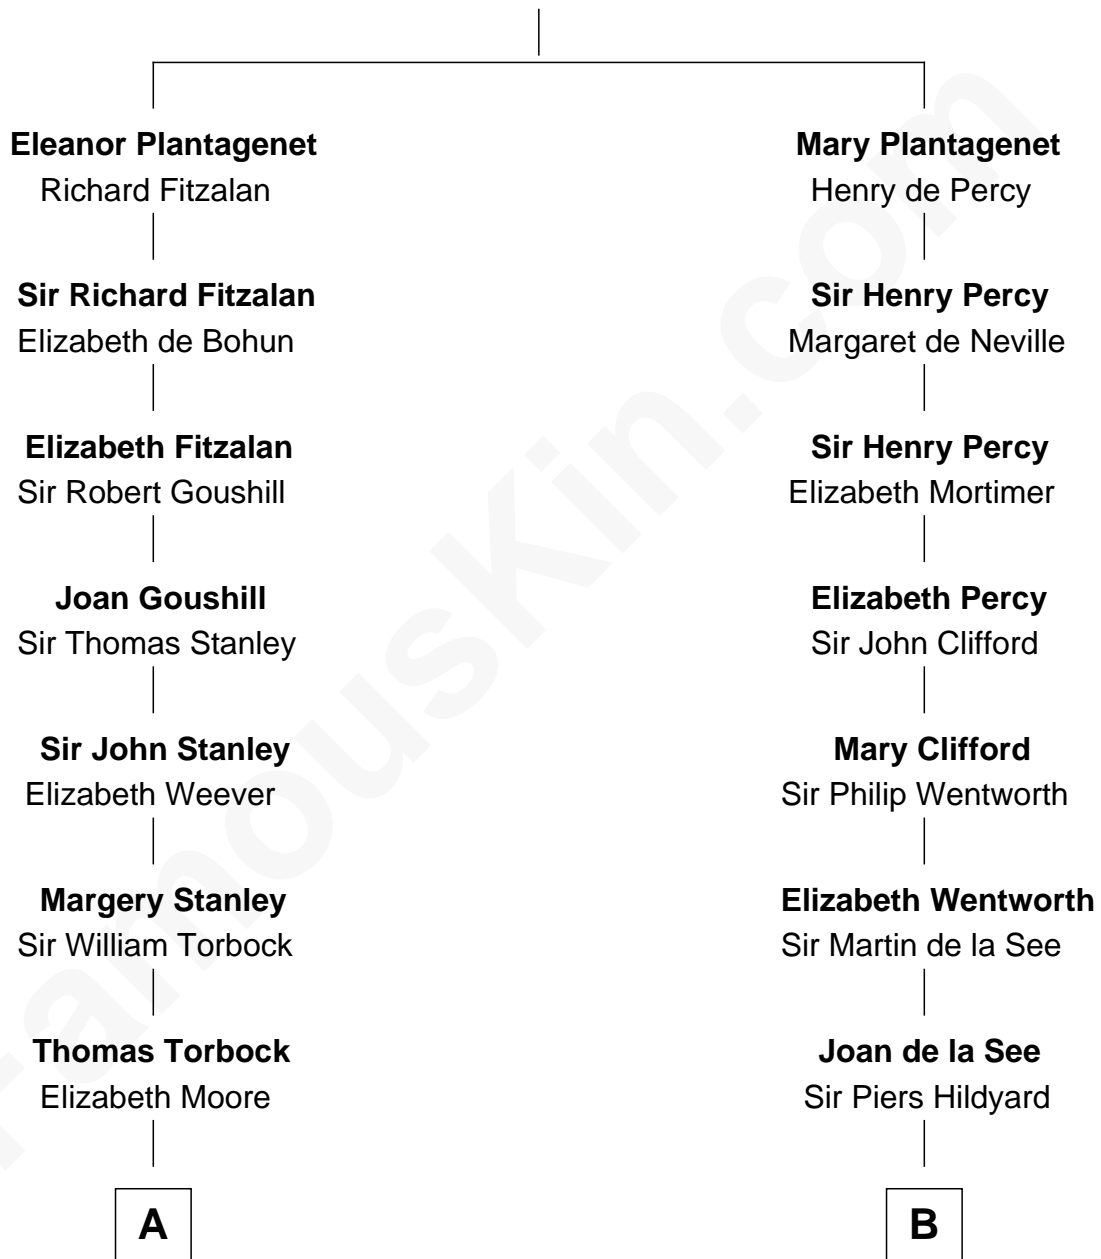 Eleanor Plantagenet
Richard Fitzalan
Sir Richard Fitzalan
Elizabeth de Bohun
Elizabeth Fitzalan
Sir Robert Goushill
Joan Goushill
Sir Thomas Stanley
Sir John Stanley
Elizabeth Weever
Margery Stanley
Sir William Torbock
Thomas Torbock
Elizabeth Moore
A
Mary Plantagenet
Henry de Percy
Sir Henry Percy
Margaret de Neville
Sir Henry Percy
Elizabeth Mortimer
Elizabeth Percy
Sir John Clifford
Mary Clifford
Sir Philip Wentworth
Elizabeth Wentworth
Sir Martin de la See
Joan de la See
Sir Piers Hildyard
B
FamousKin.com